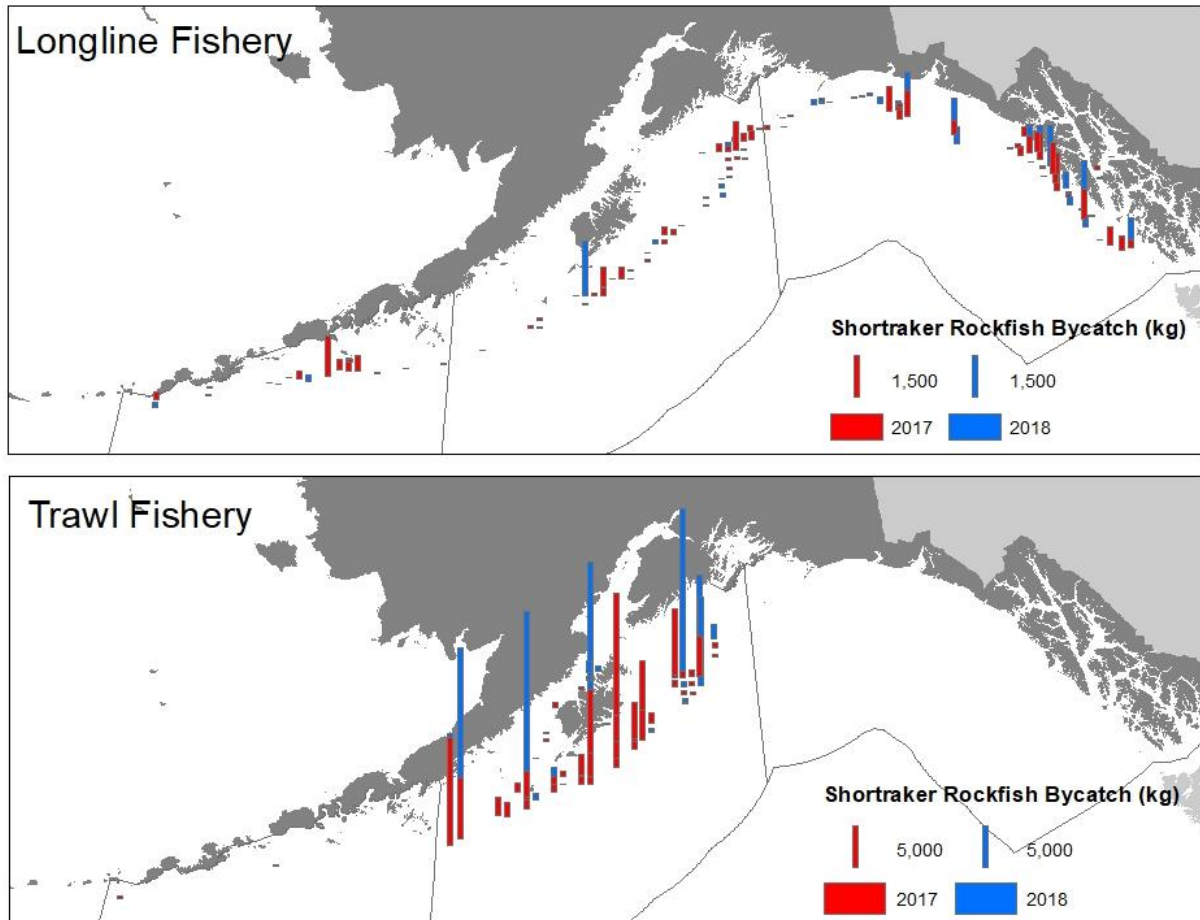 Longline Fishery
Shortraker Rockfish Bycatch (kg)
1,500 1,500
2017 2018
Trawl Fishery
Shortraker Rockfish Bycatch (kg)
5,000 5,000
2017 2018